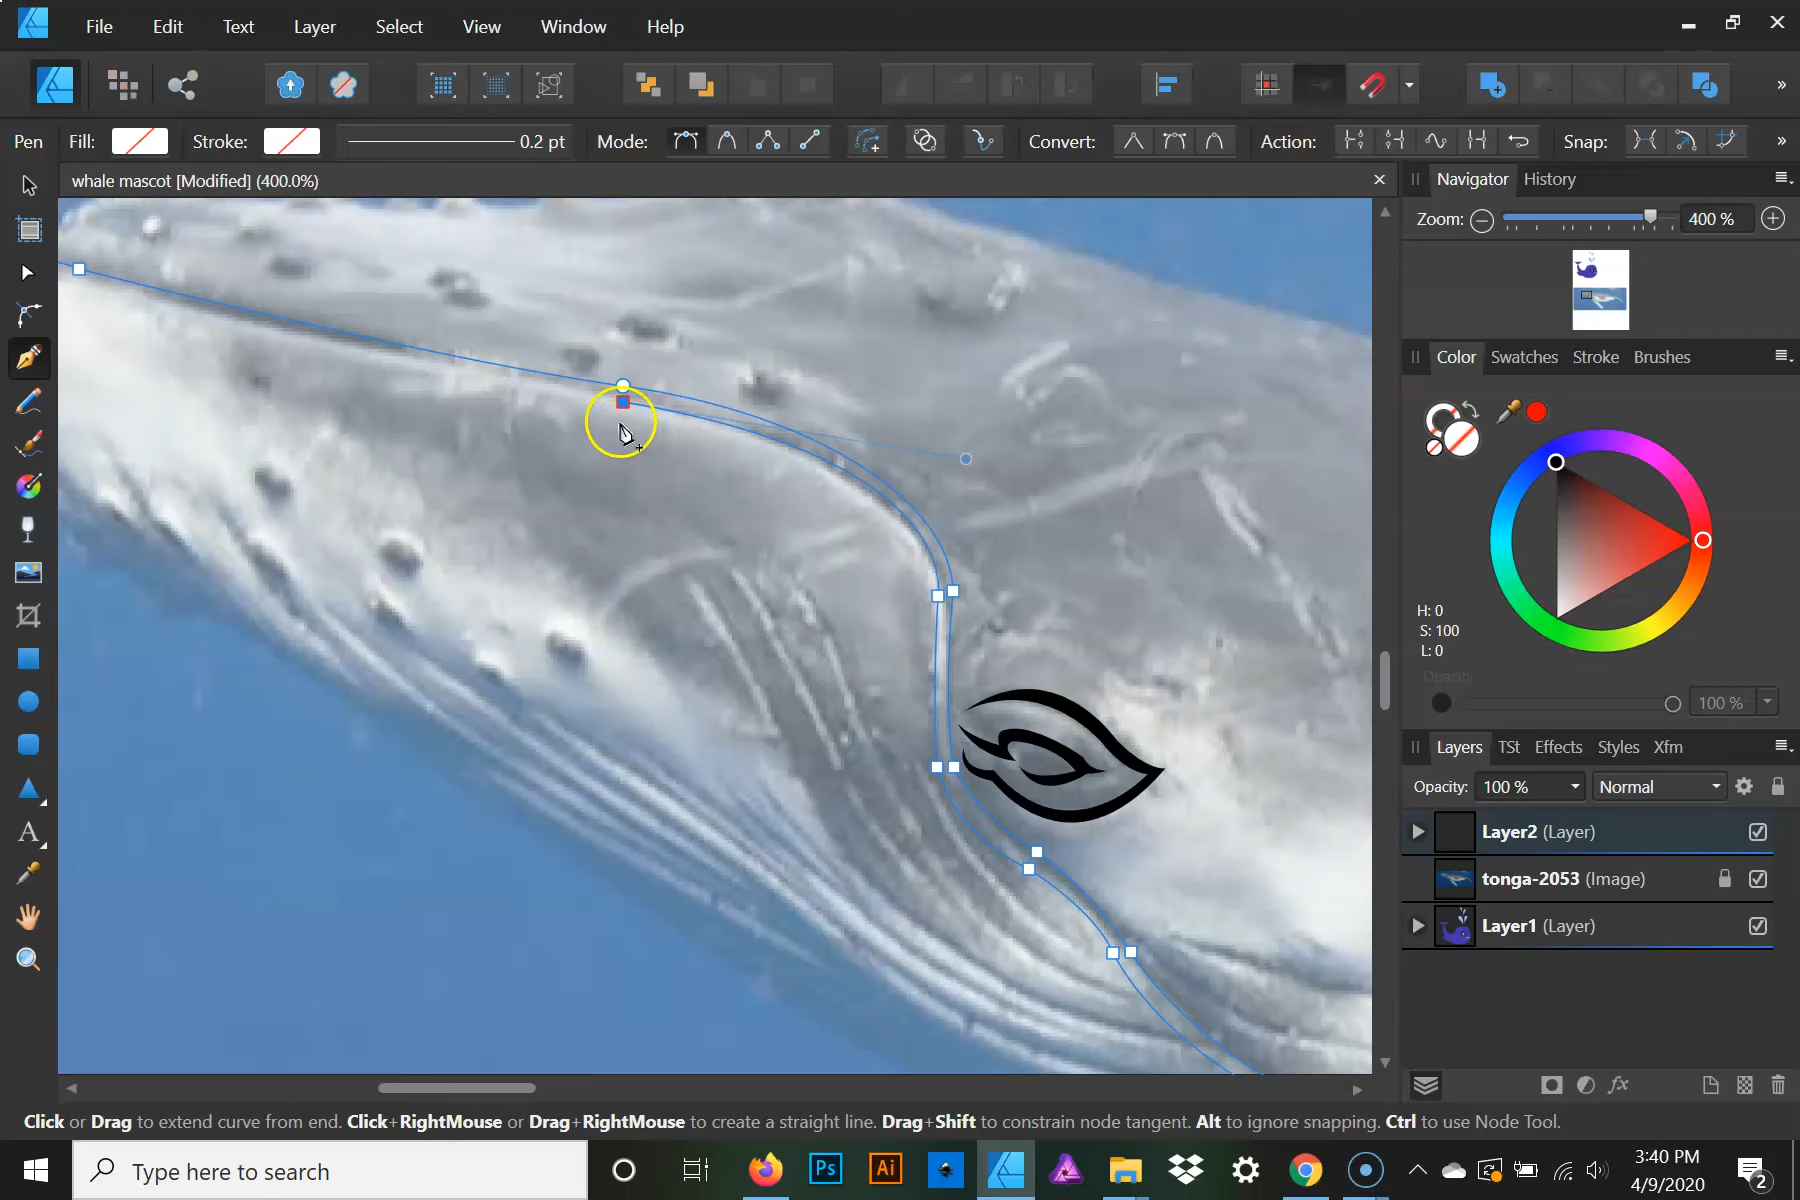 File Edit Text Layer Select View Window Help
Pen Fill: Stroke: 0.2 pt Mode: Convert: Action: Snap:
whale mascot [Modified] (400.0%)
Navigator History
Zoom: 400 %
Color Swatches Stroke Brushes
H: 0
S: 100
L: 0
Opacity
100 %
Layers TSt Effects Styles Xfm
Opacity: 100 % Normal
Layer2 (Layer)
tonga-2053 (Image)
Layer1 (Layer)
fx
Click or Drag to extend curve from end. Click+RightMouse or Drag+RightMouse to create a straight line. Drag+Shift to constrain node tangent. Alt to ignore snapping. Ctrl to use Node Tool.
Type here to search
Ps Ai
3:40 PM
4/9/2020
2